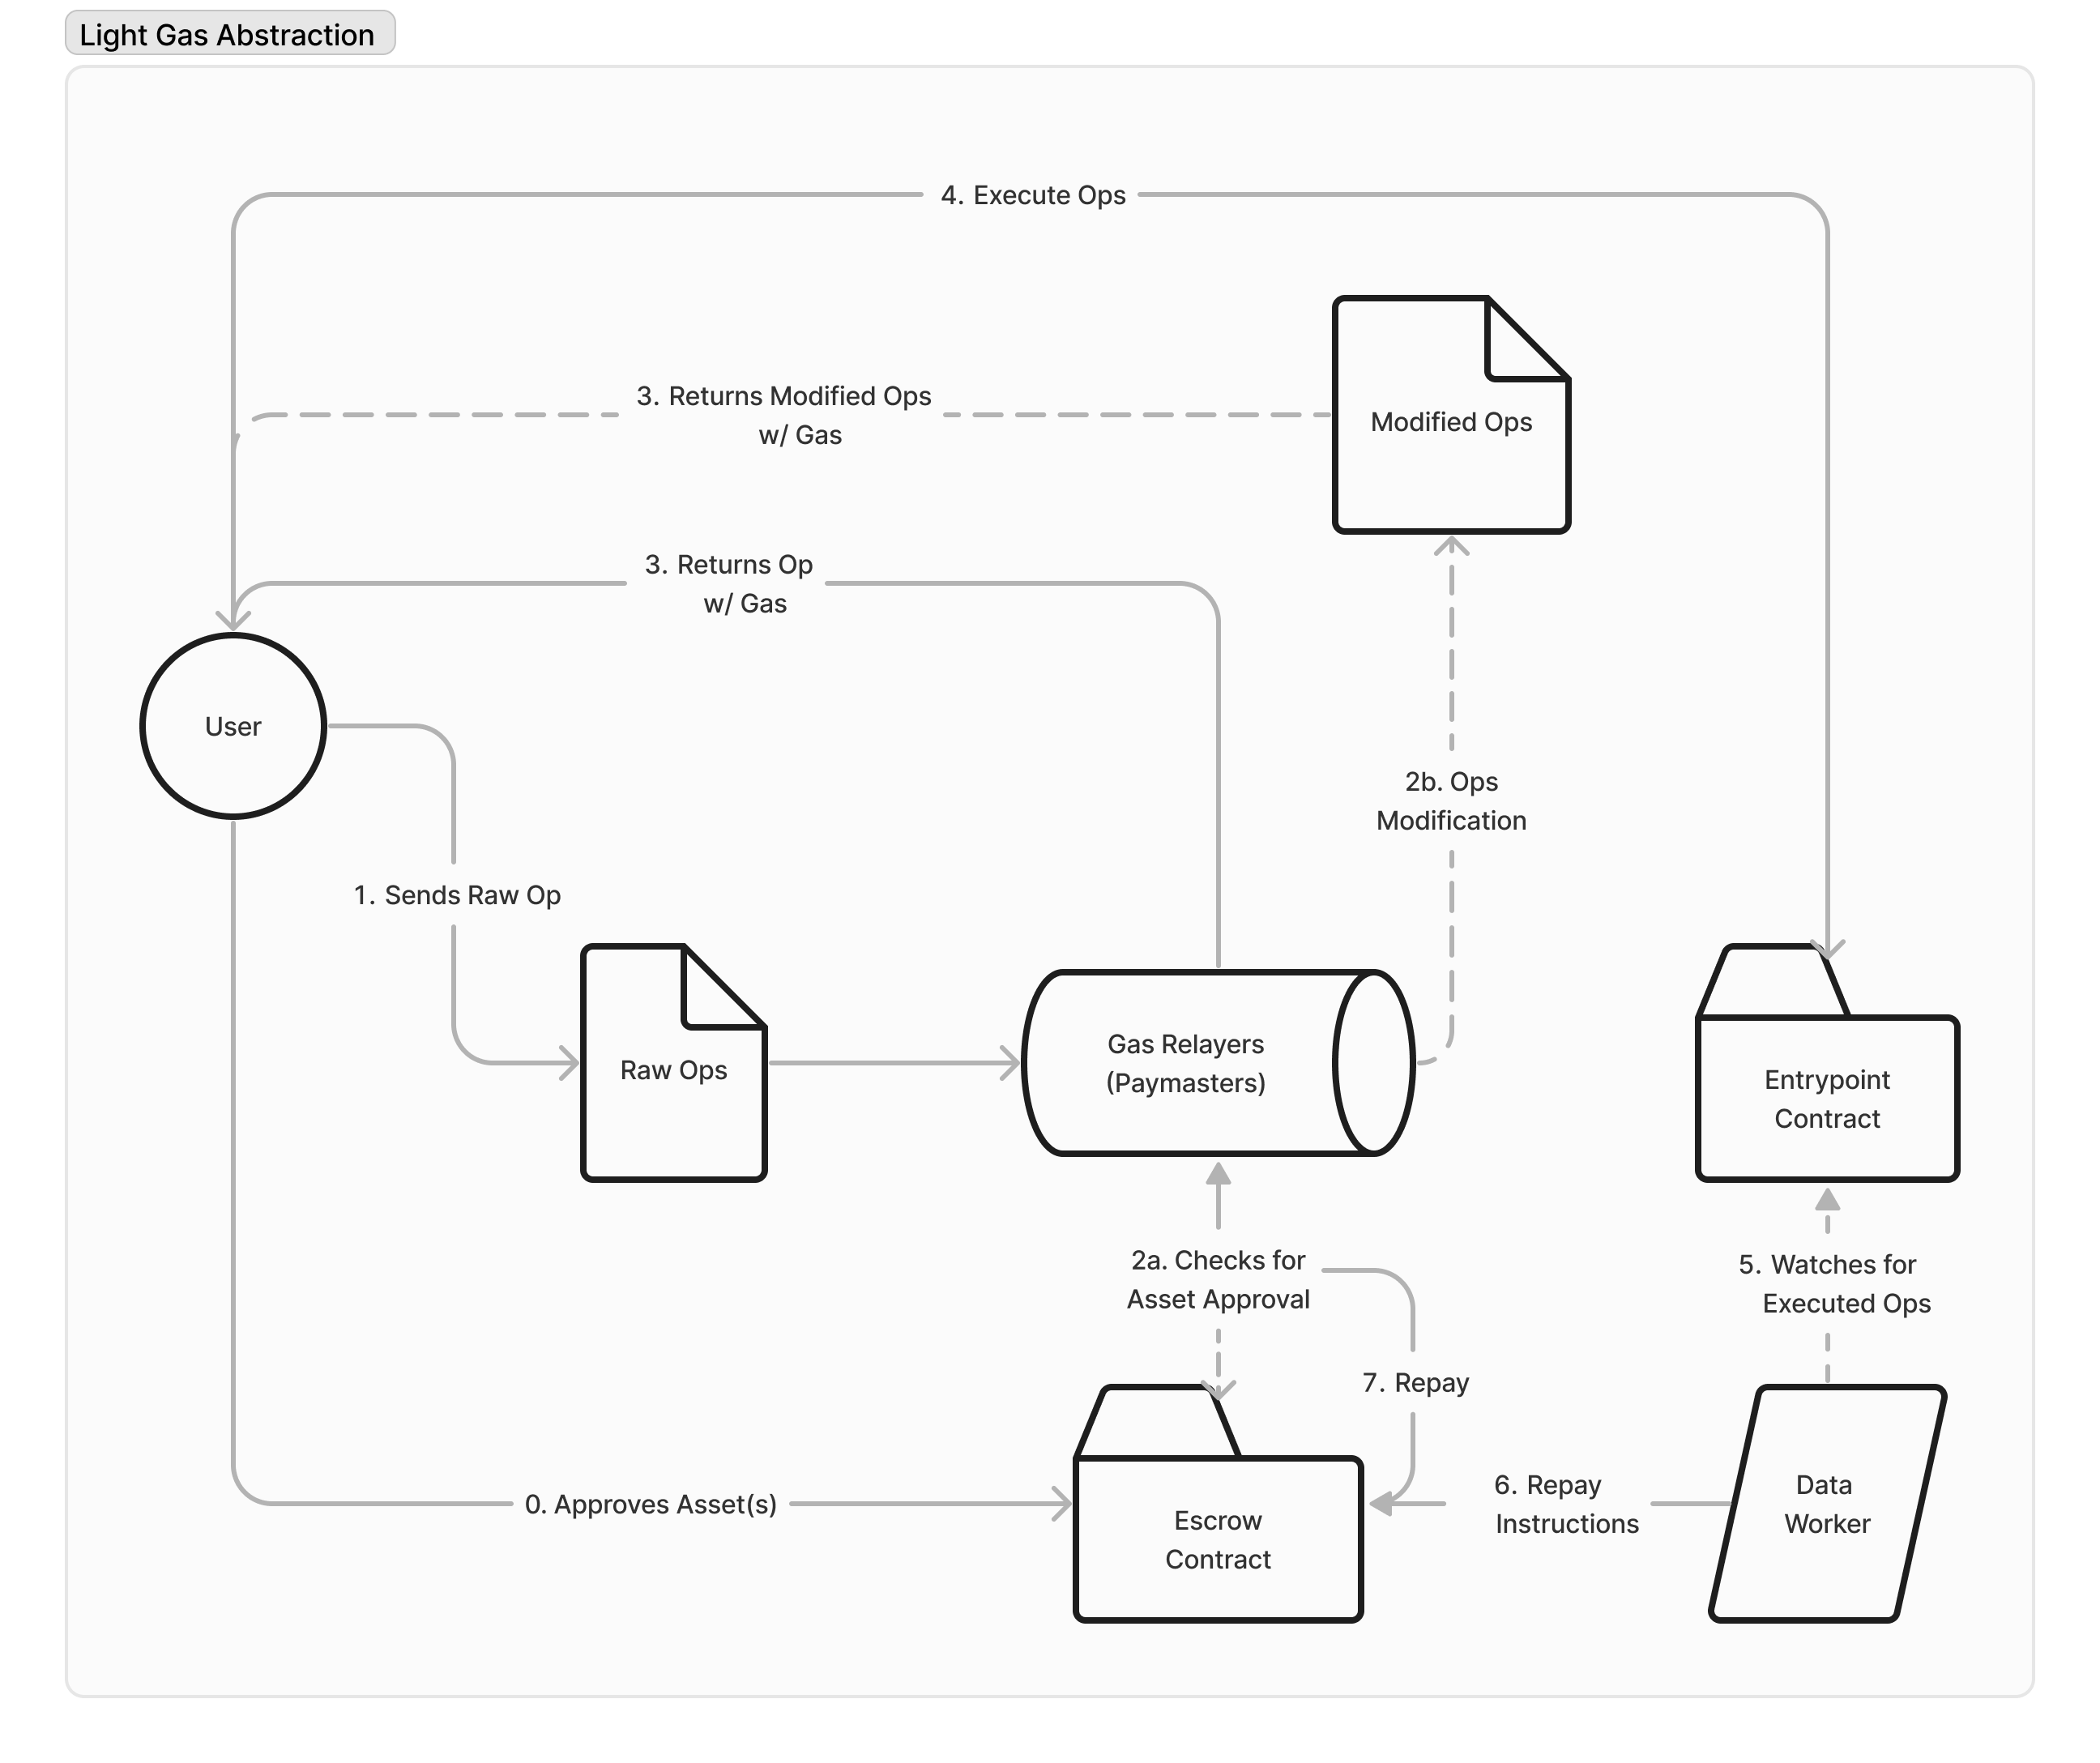 Light Gas Abstraction
4. Execute Ops
3. Returns Modified Ops
w/ Gas
Modified Ops
3. Returns Op
w/ Gas
User
2b. Ops
Modification
1. Sends Raw Op
Raw Ops
Gas Relayers
(Paymasters)
Entrypoint
Contract
2a. Checks for
Asset Approval
5. Watches for
Executed Ops
7. Repay
0. Approves Asset(s)
Escrow
Contract
6. Repay
Instructions
Data
Worker